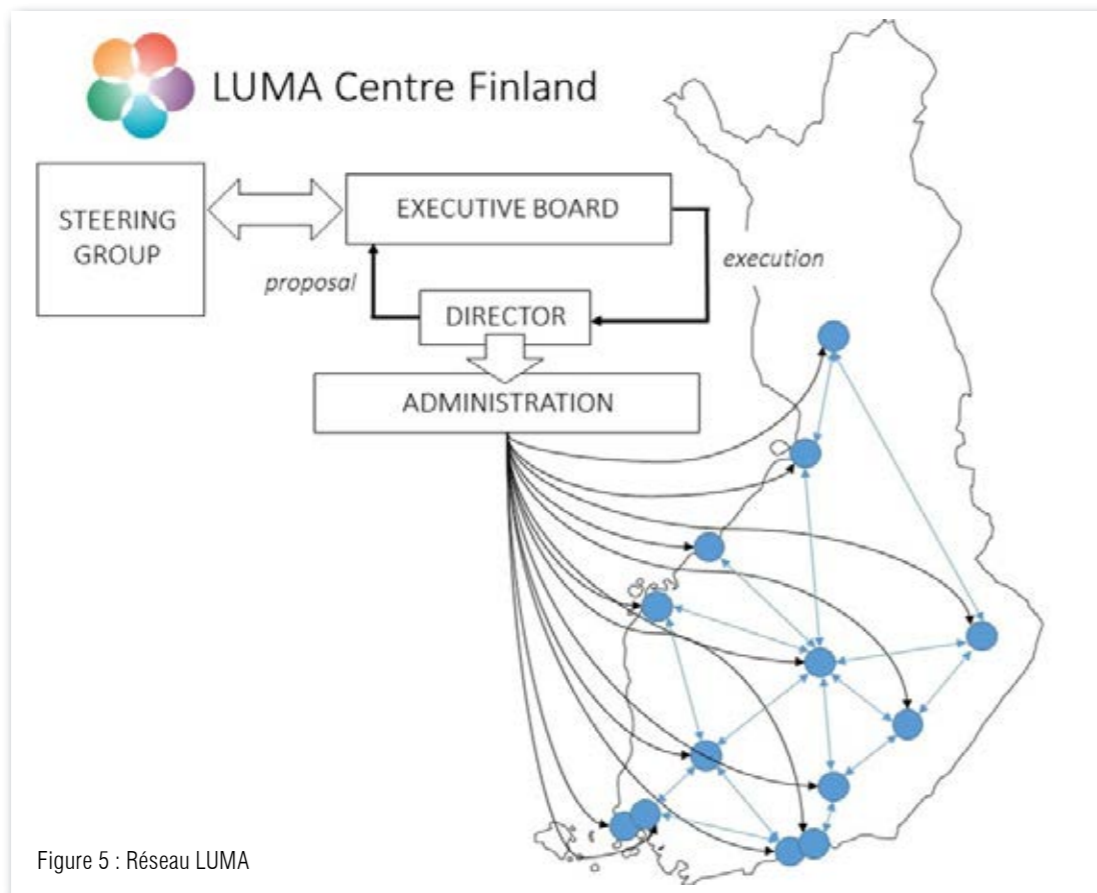 LUMA Centre Finland
STEERING
GROUP
EXECUTIVE BOARD
proposal
execution
DIRECTOR
ADMINISTRATION
Figure 5 : Réseau LUMA